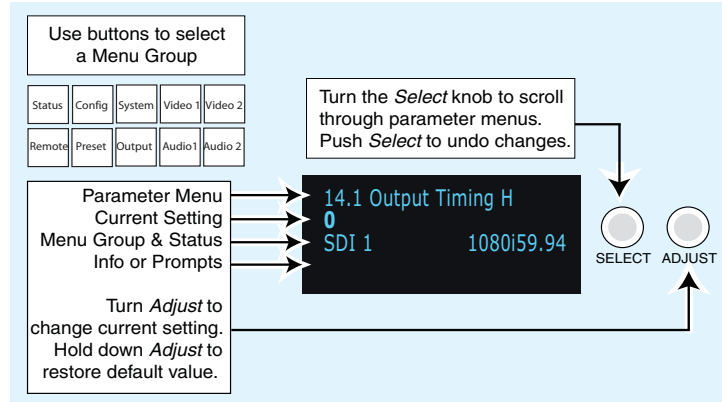 Use buttons to select
a Menu Group
Status Config System Video 1 Video 2
Remote Preset Output Audio1 Audio 2
Turn the Select knob to scroll
through parameter menus.
Push Select to undo changes.
Parameter Menu
Current Setting
Menu Group & Status
Info or Prompts
Turn Adjust to
change current setting.
Hold down Adjust to
restore default value.
14.1 Output Timing H
0
SDI 1 1080i59.94
SELECT ADJUST